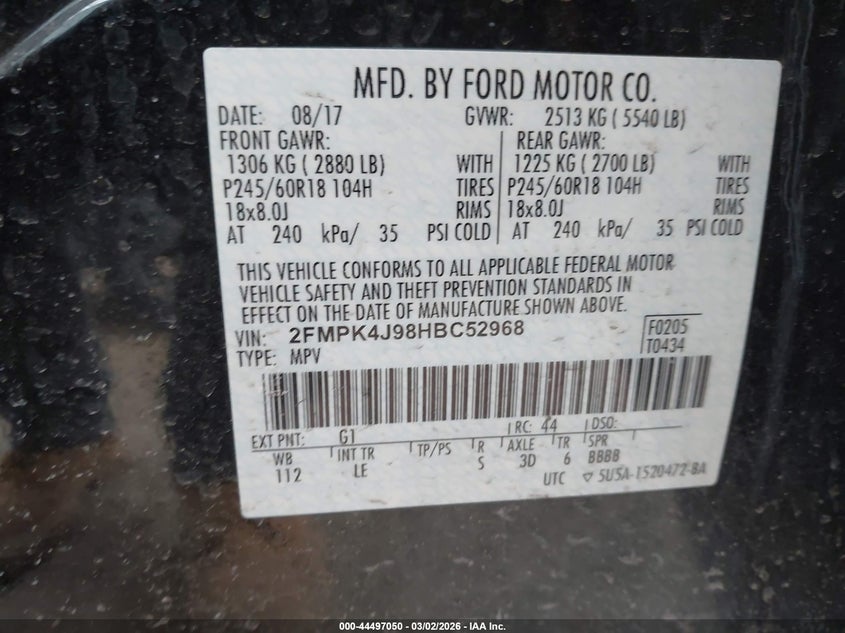 MFD. BY FORD MOTOR CO.
DATE: 08/17 GVWR: 2513 KG ( 5540 LB)
FRONT GAWR: REAR GAWR:
1306 KG ( 2880 LB) WITH 1225 KG ( 2700 LB) WITH
P245/60R18 104H TIRES P245/60R18 104H TIRES
18x8.0J RIMS 18x8.0J RIMS
AT 240 kPa/ 35 PSI COLD AT 240 kPa/ 35 PSI COLD
THIS VEHICLE CONFORMS TO ALL APPLICABLE FEDERAL MOTOR
VEHICLE SAFETY AND THEFT PREVENTION STANDARDS IN
EFFECT ON THE DATE OF MANUFACTURE SHOWN ABOVE.
VIN: 2FMPK4J98HBC52968 F0205
TYPE: MPV T0434
EXT PNT: G1 RC: 44 DSO:
WB INT TR TP/PS R AXLE TR SPR
112 LE S 3D 6 BBBB
UTC ▽ 5U5A-1520472-BA
000-44497050 - 03/02/2026 - IAA Inc.